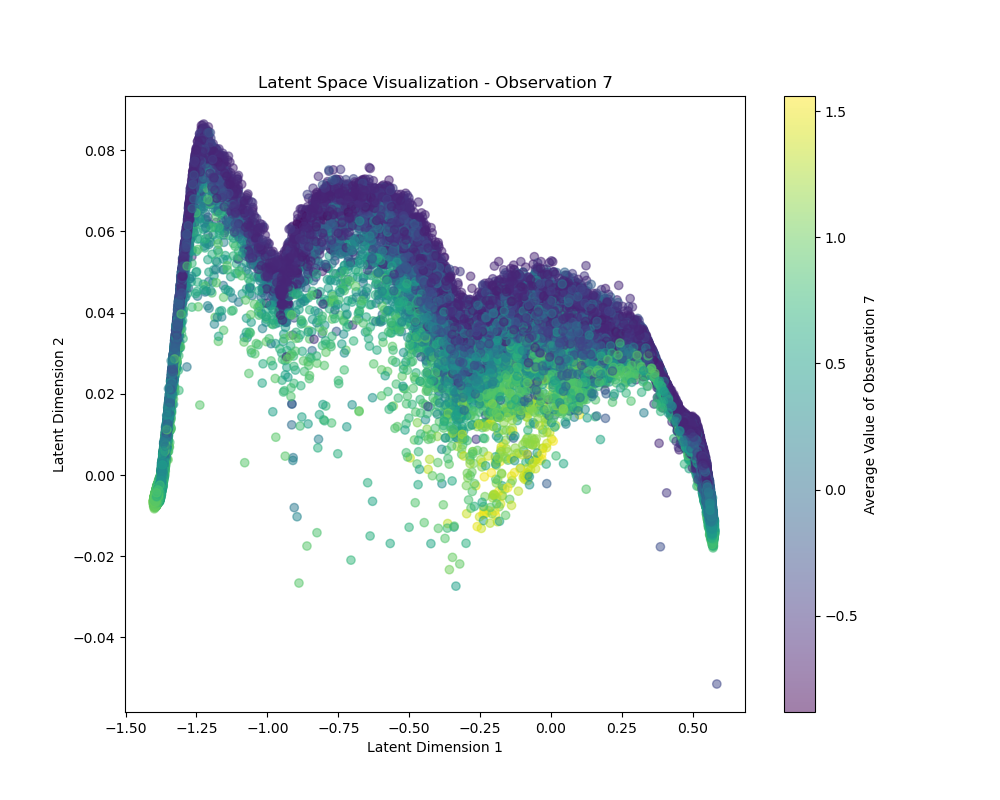 Latent Space Visualization - Observation 7
0.08
0.06
0.04
0.02
0.00
−0.02
−0.04
Latent Dimension 2
−1.50 −1.25 −1.00 −0.75 −0.50 −0.25 0.00 0.25 0.50
Latent Dimension 1
1.5
1.0
0.5
0.0
−0.5
Average Value of Observation 7